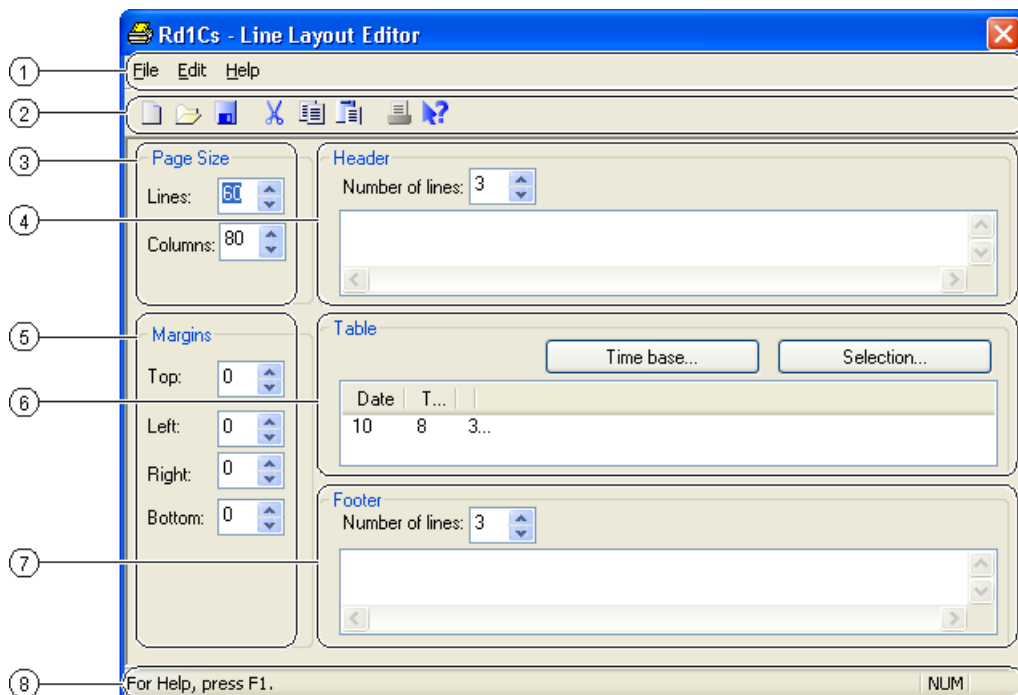 Rd1Cs - Line Layout Editor
1
File Edit Help
2
3
Page Size
Lines: 60
Columns: 80
4
Header
Number of lines: 3
5
Margins
Top: 0
Left: 0
Right: 0
Bottom: 0
6
Table
Time base... Selection...
Date T...
10 8 3...
7
Footer
Number of lines: 3
8
For Help, press F1. NUM